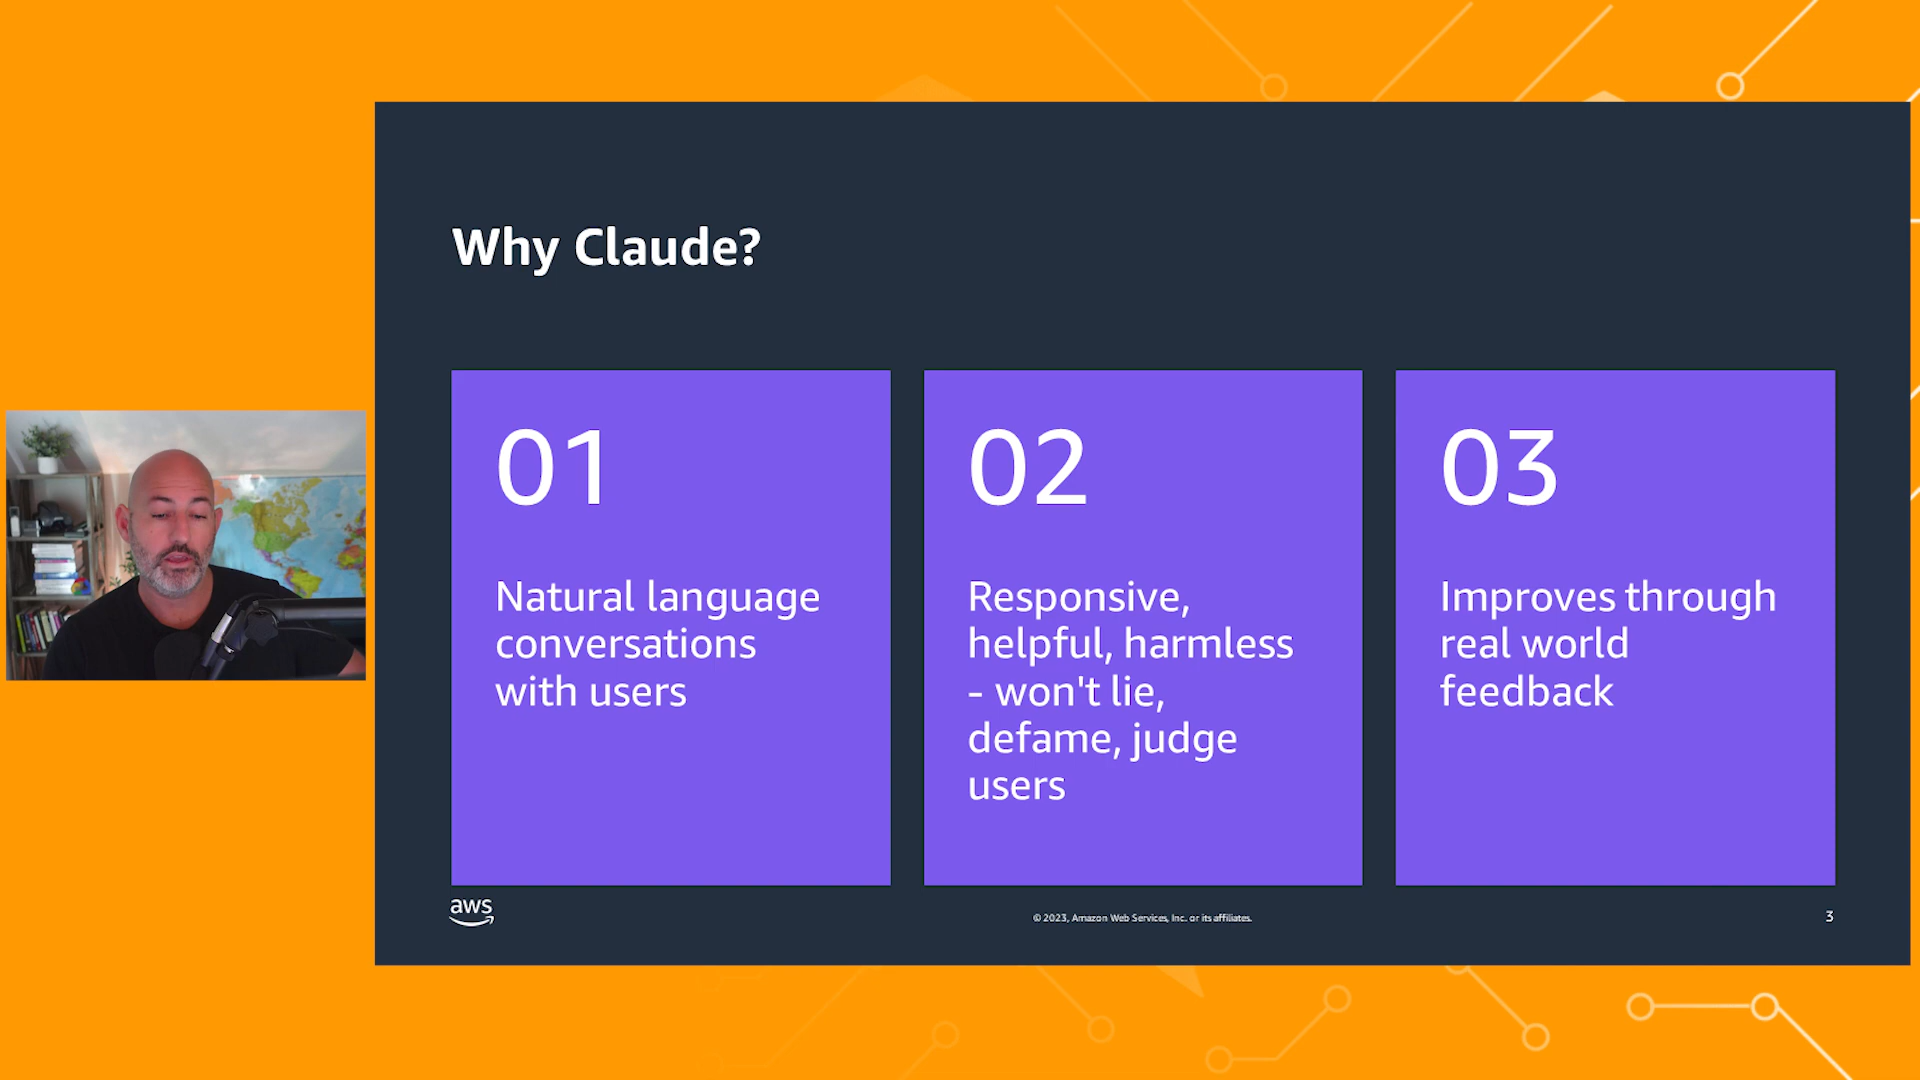 Why Claude?
01
Natural language
conversations
with users
02
Responsive,
helpful, harmless
- won't lie,
defame, judge
users
03
Improves through
real world
feedback
aws
© 2023, Amazon Web Services, Inc. or its affiliates.
3